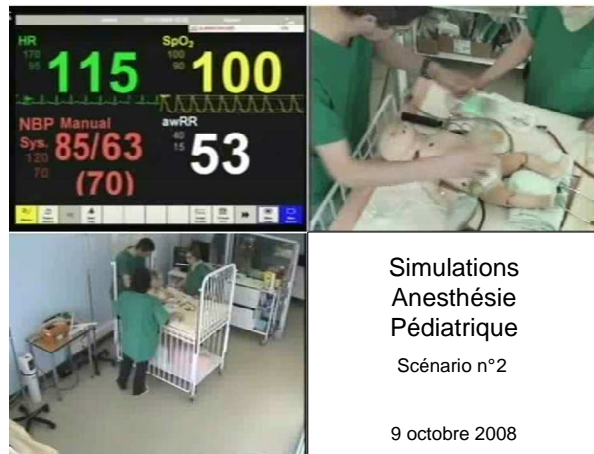 HR
170
95
115
SpO₂
100
90
100
NBP Manual
Sys.
120
70
85/63
(70)
awRR
40
15
53
Simulations
Anesthésie
Pédiatrique
Scénario n°2
9 octobre 2008